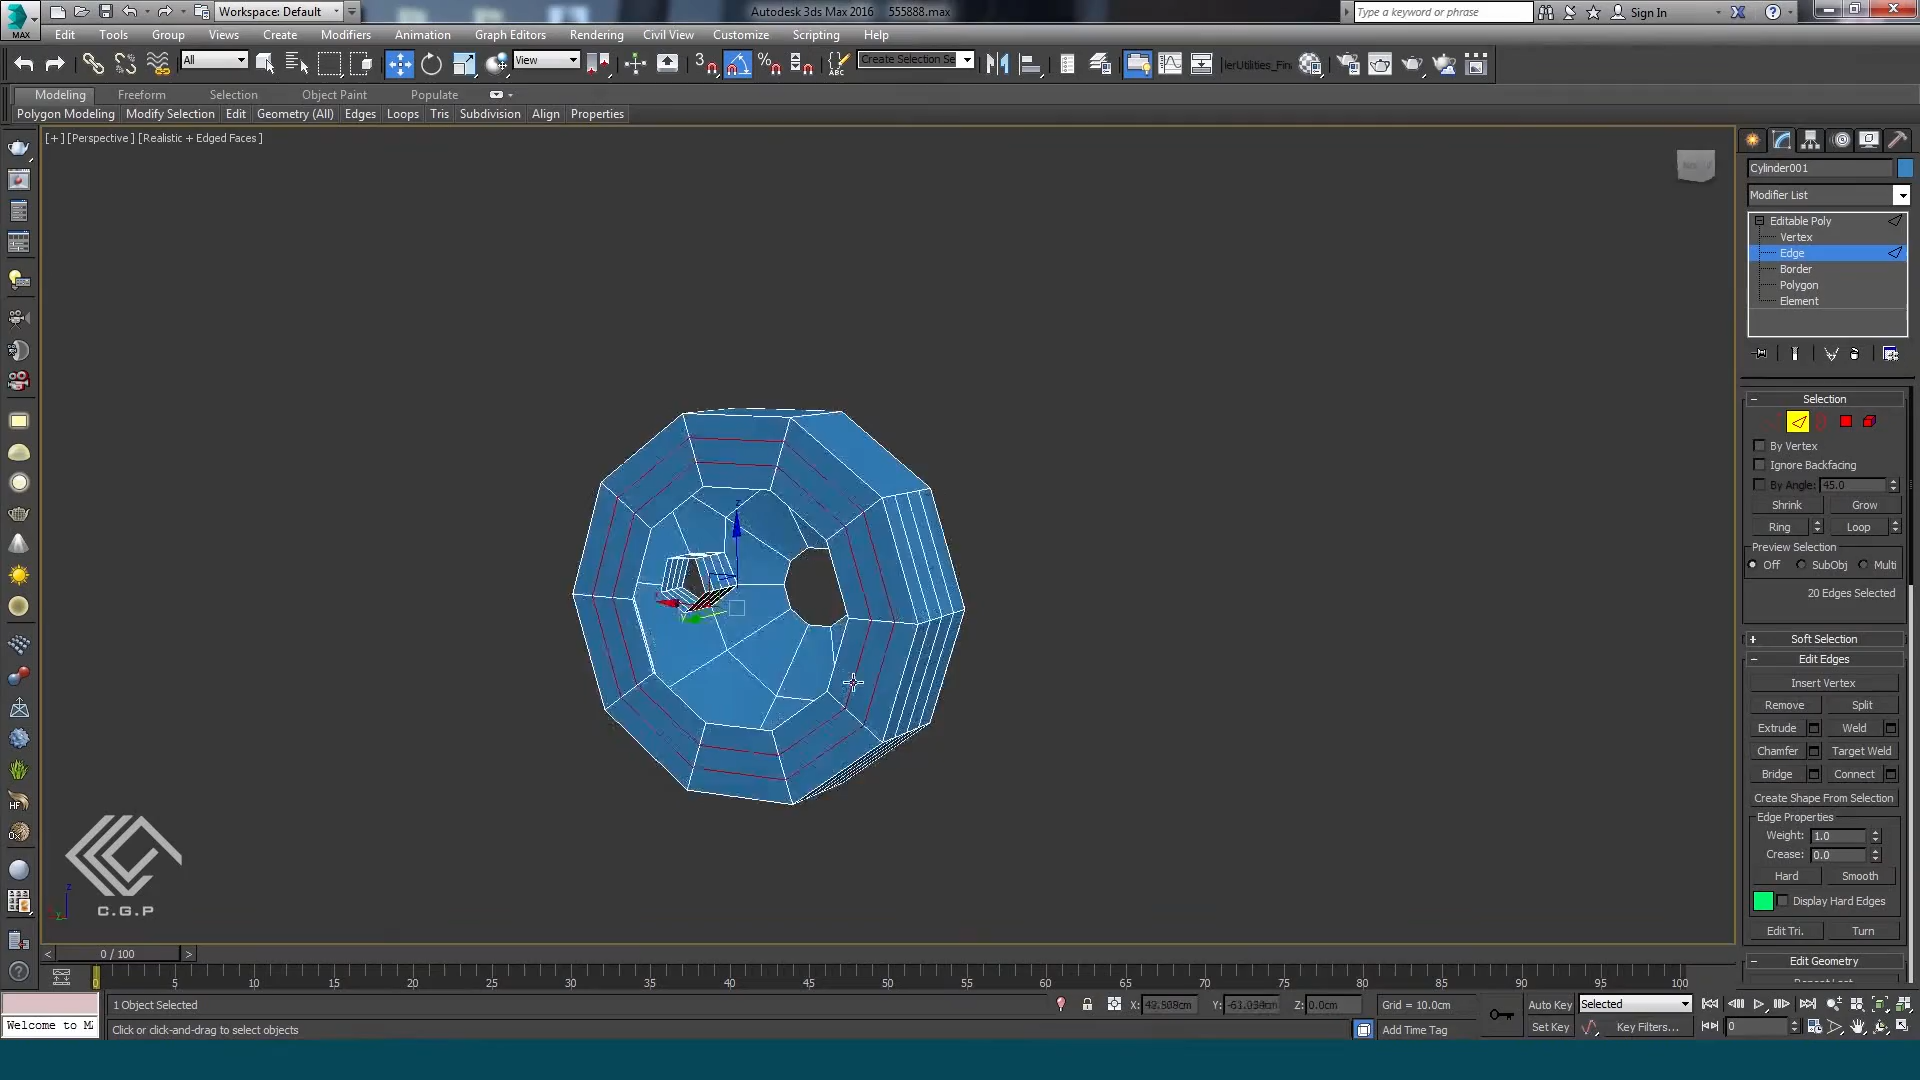 Workspace: Default
Autodesk 3ds Max 2016 555888.max
Type a keyword or phrase
Sign In
MAX
Edit Tools Group Views Create Modifiers Animation Graph Editors Rendering Civil View Customize Scripting Help
All
View
3
ABC
Create Selection Se
lerUtilities_Fin
Modeling Freeform Selection Object Paint Populate
Polygon Modeling Modify Selection Edit Geometry (All) Edges Loops Tris Subdivision Align Properties
[+] [Perspective ] [Realistic + Edged Faces ]
Cylinder001
Modifier List
Editable Poly
Vertex
Edge
Border
Polygon
Element
Selection
By Vertex
Ignore Backfacing
By Angle: 45.0
Shrink Grow
Ring Loop
Preview Selection
Off SubObj Multi
20 Edges Selected
Soft Selection
Edit Edges
Insert Vertex
Remove Split
Extrude Weld
Chamfer Target Weld
Bridge Connect
Create Shape From Selection
Edge Properties
Weight: 1.0
Crease: 0.0
Hard Smooth
Display Hard Edges
Edit Tri. Turn
Edit Geometry
HF
C.G.P
z
0 / 100
0 5 10 15 20 25 30 35 40 45 50 55 60 65 70 75 80 85 90 95 100
1 Object Selected
X: Y: Z: 0.0cm
Grid = 10.0cm
Auto Key Selected
Welcome to M
Click or click-and-drag to select objects
Add Time Tag
Set Key Key Filters... 0